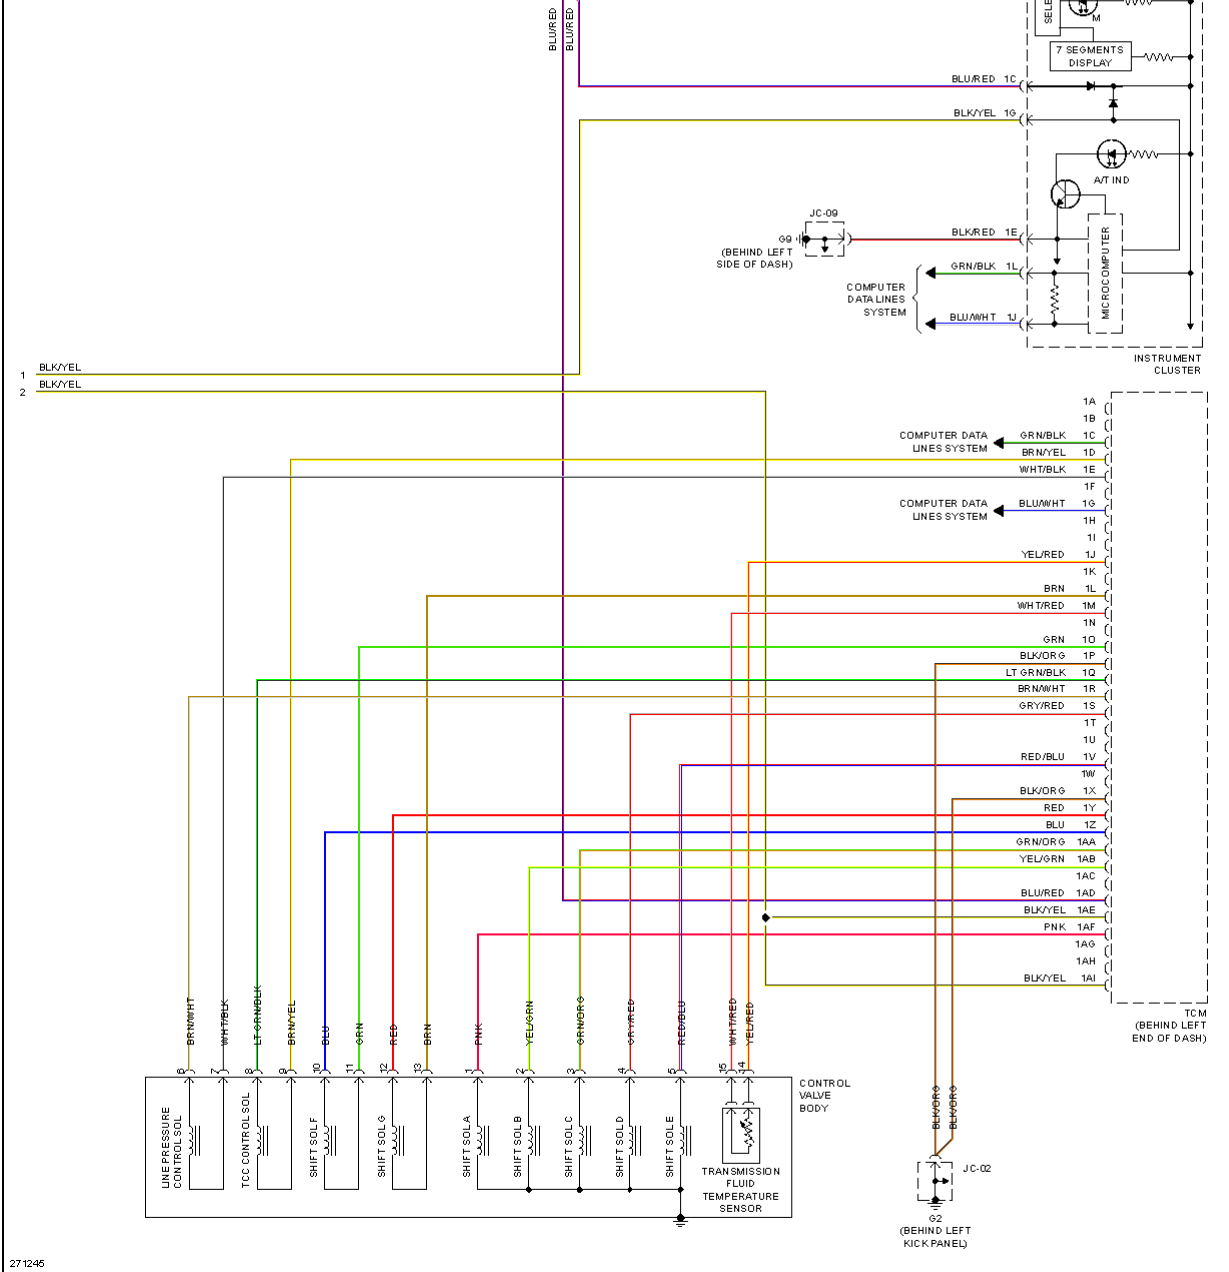 BLU/RED
BLU/RED
SELE
M
7 SEGMENTS
DISPLAY
BLU/RED 1C
BLK/YEL 1G
A/T IND
JC-09
G9
(BEHIND LEFT
SIDE OF DASH)
BLK/RED 1E
GRN/BLK 1L
COMPUTER
DATA LINES
SYSTEM
BLU/WHT 1J
MICROCOMPUTER
INSTRUMENT
CLUSTER
1 BLK/YEL
2 BLK/YEL
1A
1B
COMPUTER DATA
LINES SYSTEM
GRN/BLK 1C
BRN/YEL 1D
WHT/BLK 1E
1F
COMPUTER DATA
LINES SYSTEM
BLU/WHT 1G
1H
1I
YEL/RED 1J
1K
BRN 1L
WHT/RED 1M
1N
GRN 1O
BLK/ORG 1P
LT GRN/BLK 1Q
BRN/WHT 1R
GRY/RED 1S
1T
1U
RED/BLU 1V
1W
BLK/ORG 1X
RED 1Y
BLU 1Z
GRN/ORG 1AA
YEL/GRN 1AB
1AC
BLU/RED 1AD
BLK/YEL 1AE
PNK 1AF
1AG
1AH
BLK/YEL 1AI
TCM
(BEHIND LEFT
END OF DASH)
BRN/WHT
WHT/BLK
LT GRN/BLK
BRN/YEL
BLU
GRN
RED
BRN
PNK
YEL/GRN
GRN/ORG
GRY/RED
RED/BLU
WHT/RED
YEL/RED
6
7
8
9
10
11
12
13
1
2
3
4
5
15
14
CONTROL
VALVE
BODY
LINE PRESSURE
CONTROL SOL
TCC CONTROL SOL
SHIFT SOL F
SHIFT SOL G
SHIFT SOL A
SHIFT SOL B
SHIFT SOL C
SHIFT SOL D
SHIFT SOL E
TRANSMISSION
FLUID
TEMPERATURE
SENSOR
BLK/ORG
BLK/ORG
JC-02
G2
(BEHIND LEFT
KICK PANEL)
271245